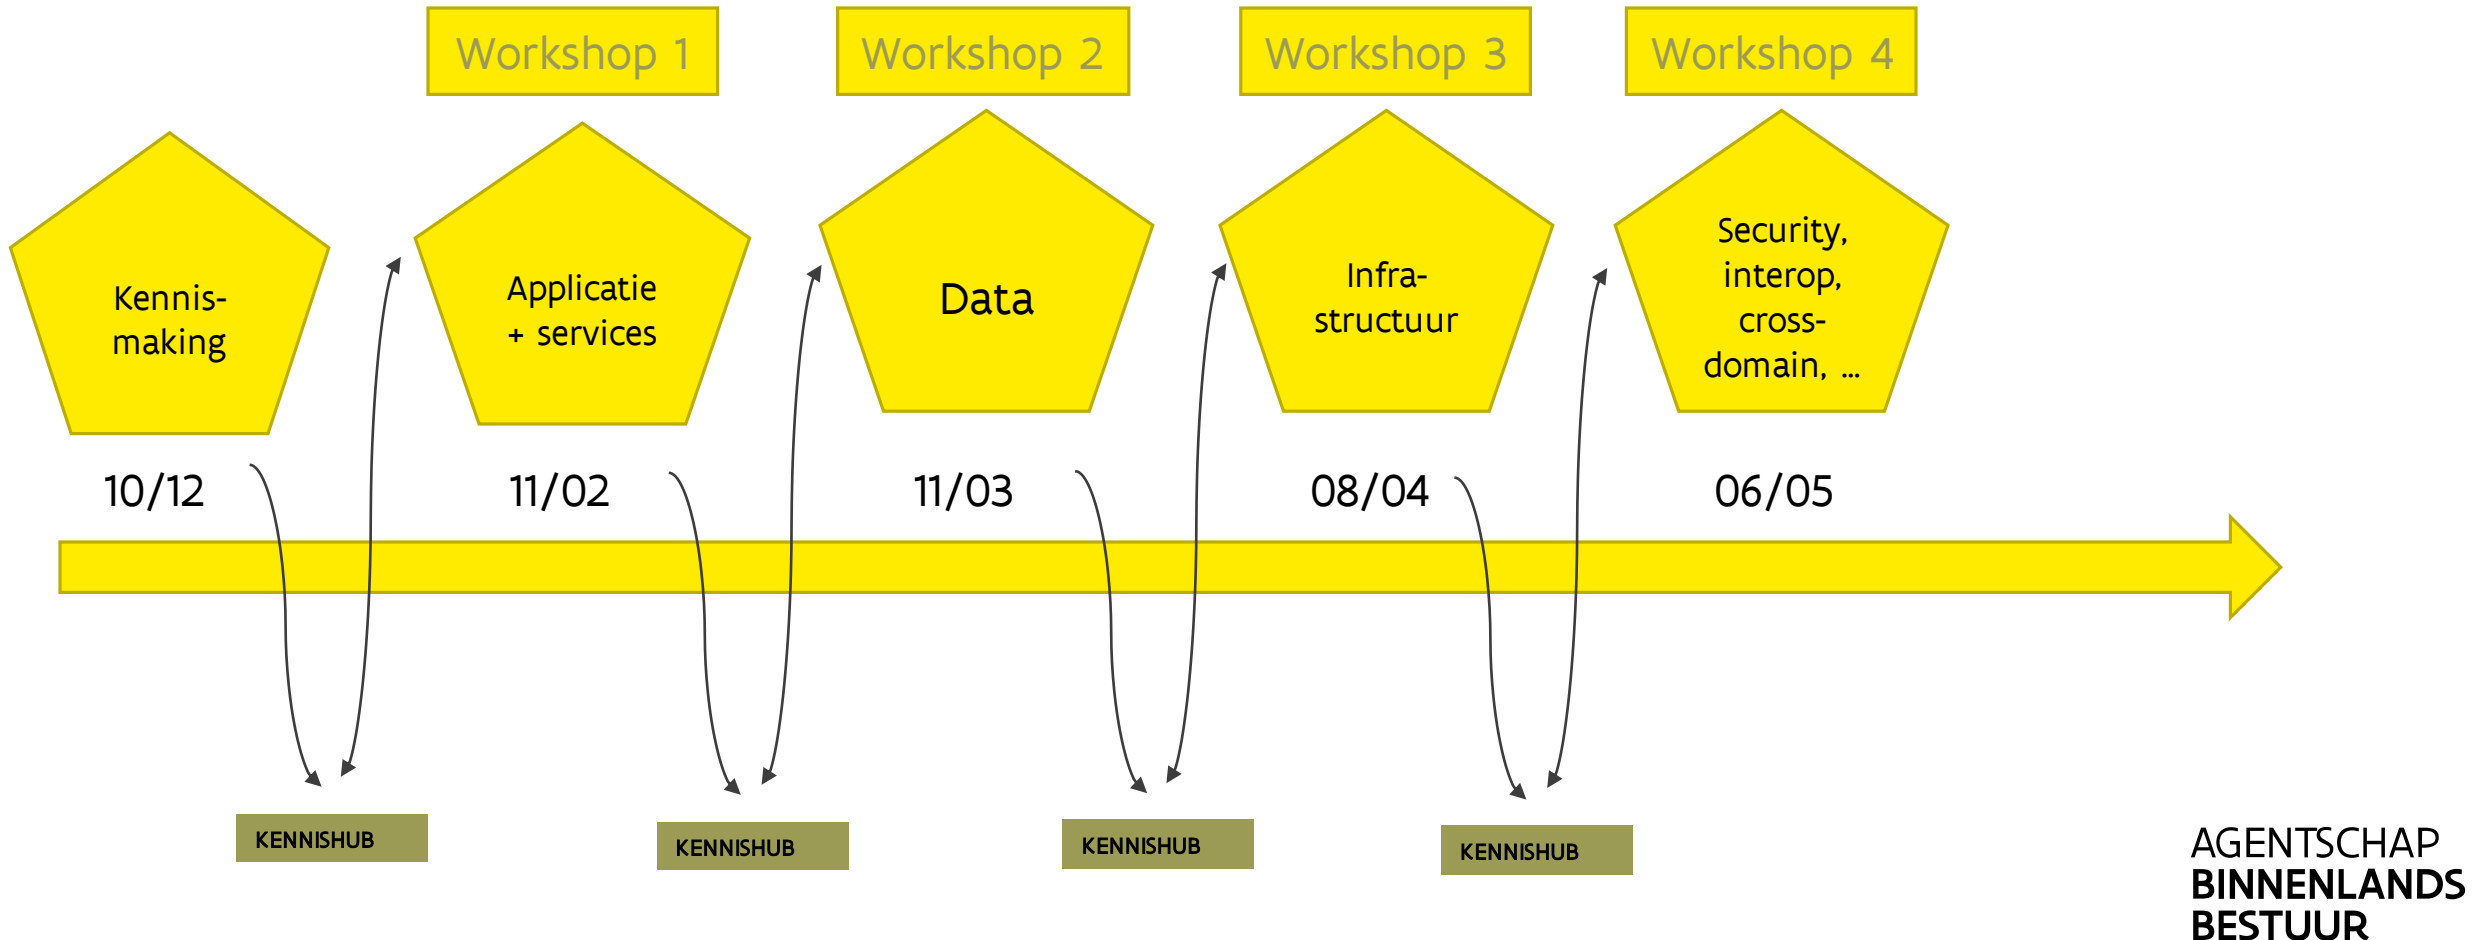 Workshop 1
Workshop 2
Workshop 3
Workshop 4
Kennis-
making
Applicatie
+ services
Data
Infra-
structuur
Security,
interop,
cross-
domain, ...
10/12
11/02
11/03
08/04
06/05
KENNISHUB
KENNISHUB
KENNISHUB
KENNISHUB
AGENTSCHAP
BINNENLANDS
BESTUUR